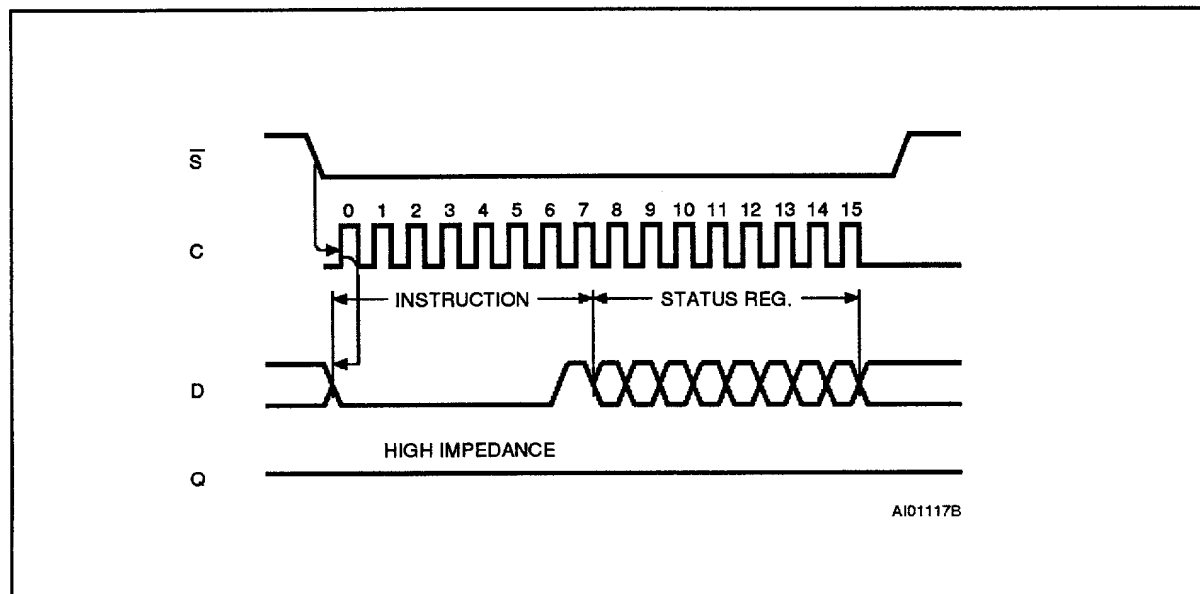 S̅
0 1 2 3 4 5 6 7 8 9 10 11 12 13 14 15
C
INSTRUCTION STATUS REG.
D
HIGH IMPEDANCE
Q
AI01117B